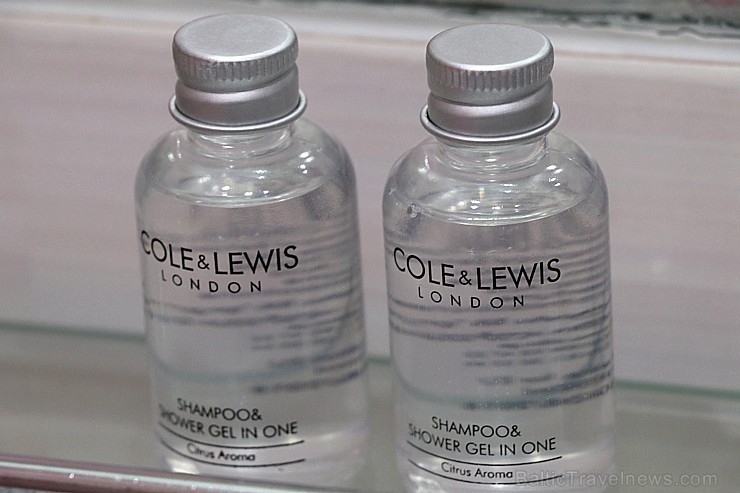 COLE & LEWIS
LONDON
SHAMPOO&
SHOWER GEL IN ONE
Citrus Aroma
COLE & LEWIS
LONDON
SHAMPOO&
SHOWER GEL IN ONE
Citrus Aroma
BalticTravelnews.com